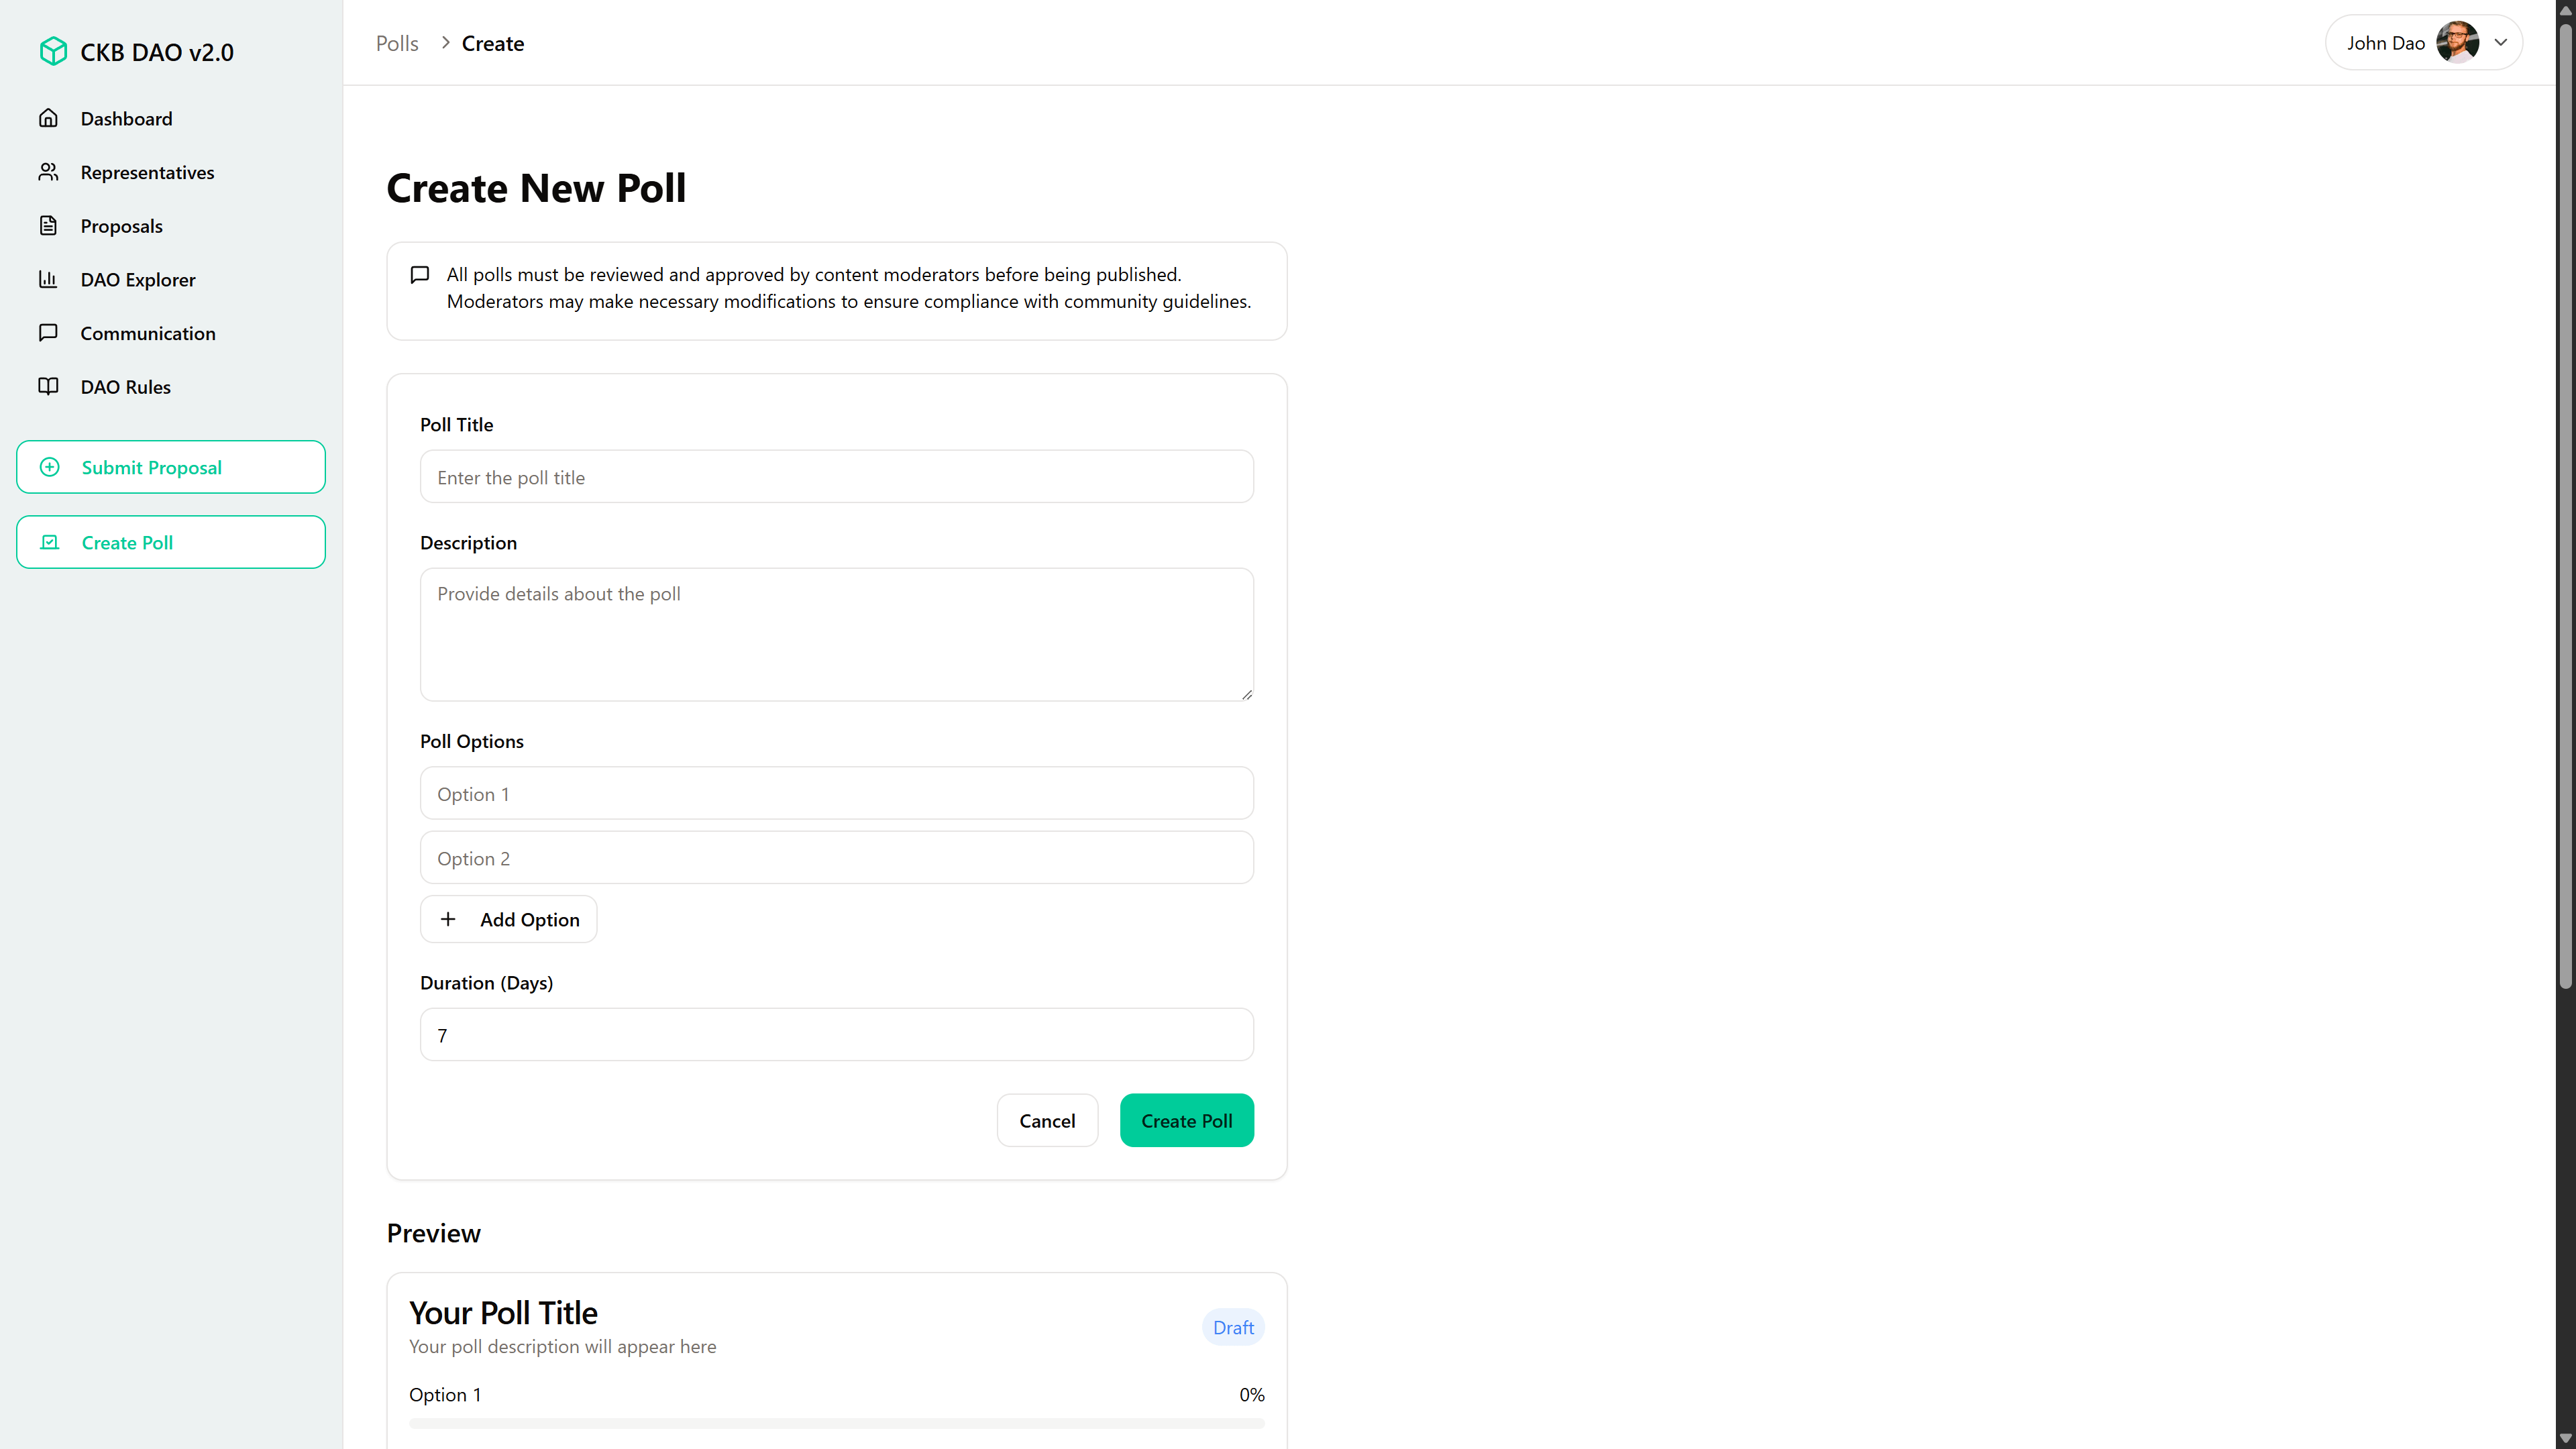 CKB DAO v2.0
Dashboard
Representatives
Proposals
DAO Explorer
Communication
DAO Rules
Submit Proposal
Create Poll
Polls > Create
John Dao
Create New Poll
All polls must be reviewed and approved by content moderators before being published.
Moderators may make necessary modifications to ensure compliance with community guidelines.
Poll Title
Enter the poll title
Description
Provide details about the poll
Poll Options
Option 1
Option 2
+ Add Option
Duration (Days)
7
Cancel
Create Poll
Preview
Your Poll Title
Draft
Your poll description will appear here
Option 1 0%